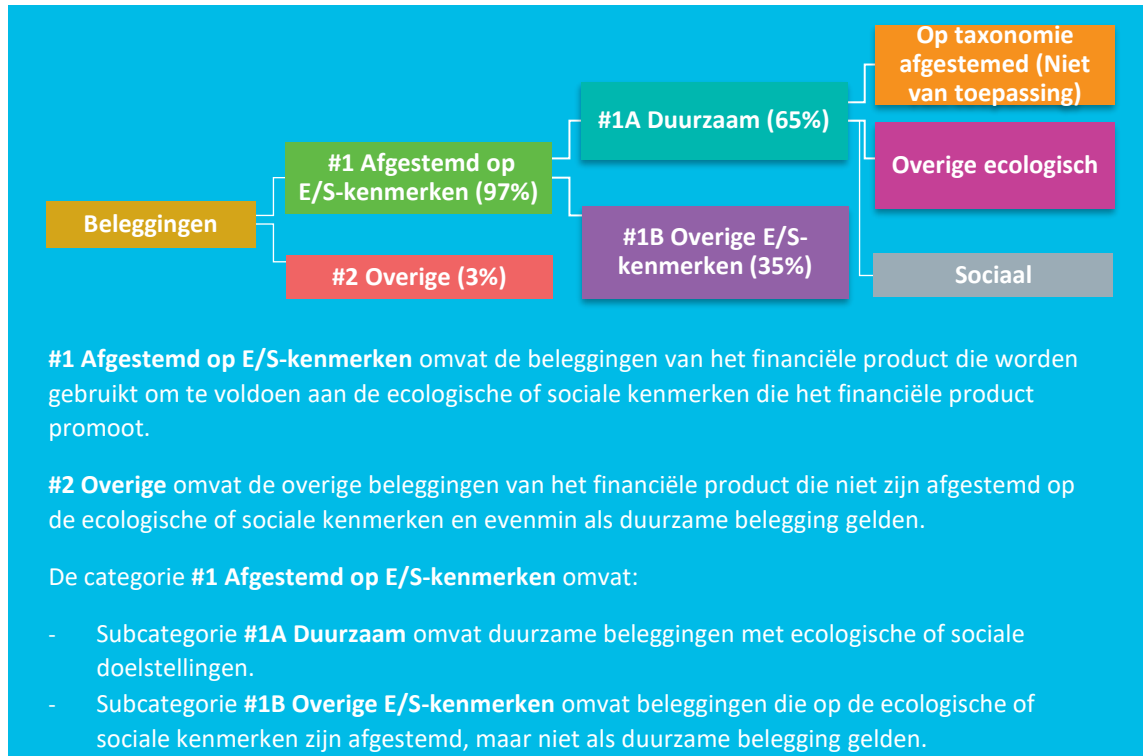 Op taxonomie
afgestemed (Niet
van toepassing)
#1A Duurzaam (65%)
#1 Afgestemd op
E/S-kenmerken (97%)
Overige ecologisch
Beleggingen
#1B Overige E/S-
kenmerken (35%)
#2 Overige (3%)
Sociaal
#1 Afgestemd op E/S-kenmerken omvat de beleggingen van het financiële product die worden
gebruikt om te voldoen aan de ecologische of sociale kenmerken die het financiële product
promoot.
#2 Overige omvat de overige beleggingen van het financiële product die niet zijn afgestemd op
de ecologische of sociale kenmerken en evenmin als duurzame belegging gelden.
De categorie #1 Afgestemd op E/S-kenmerken omvat:
- Subcategorie #1A Duurzaam omvat duurzame beleggingen met ecologische of sociale
doelstellingen.
- Subcategorie #1B Overige E/S-kenmerken omvat beleggingen die op de ecologische of
sociale kenmerken zijn afgestemd, maar niet als duurzame belegging gelden.